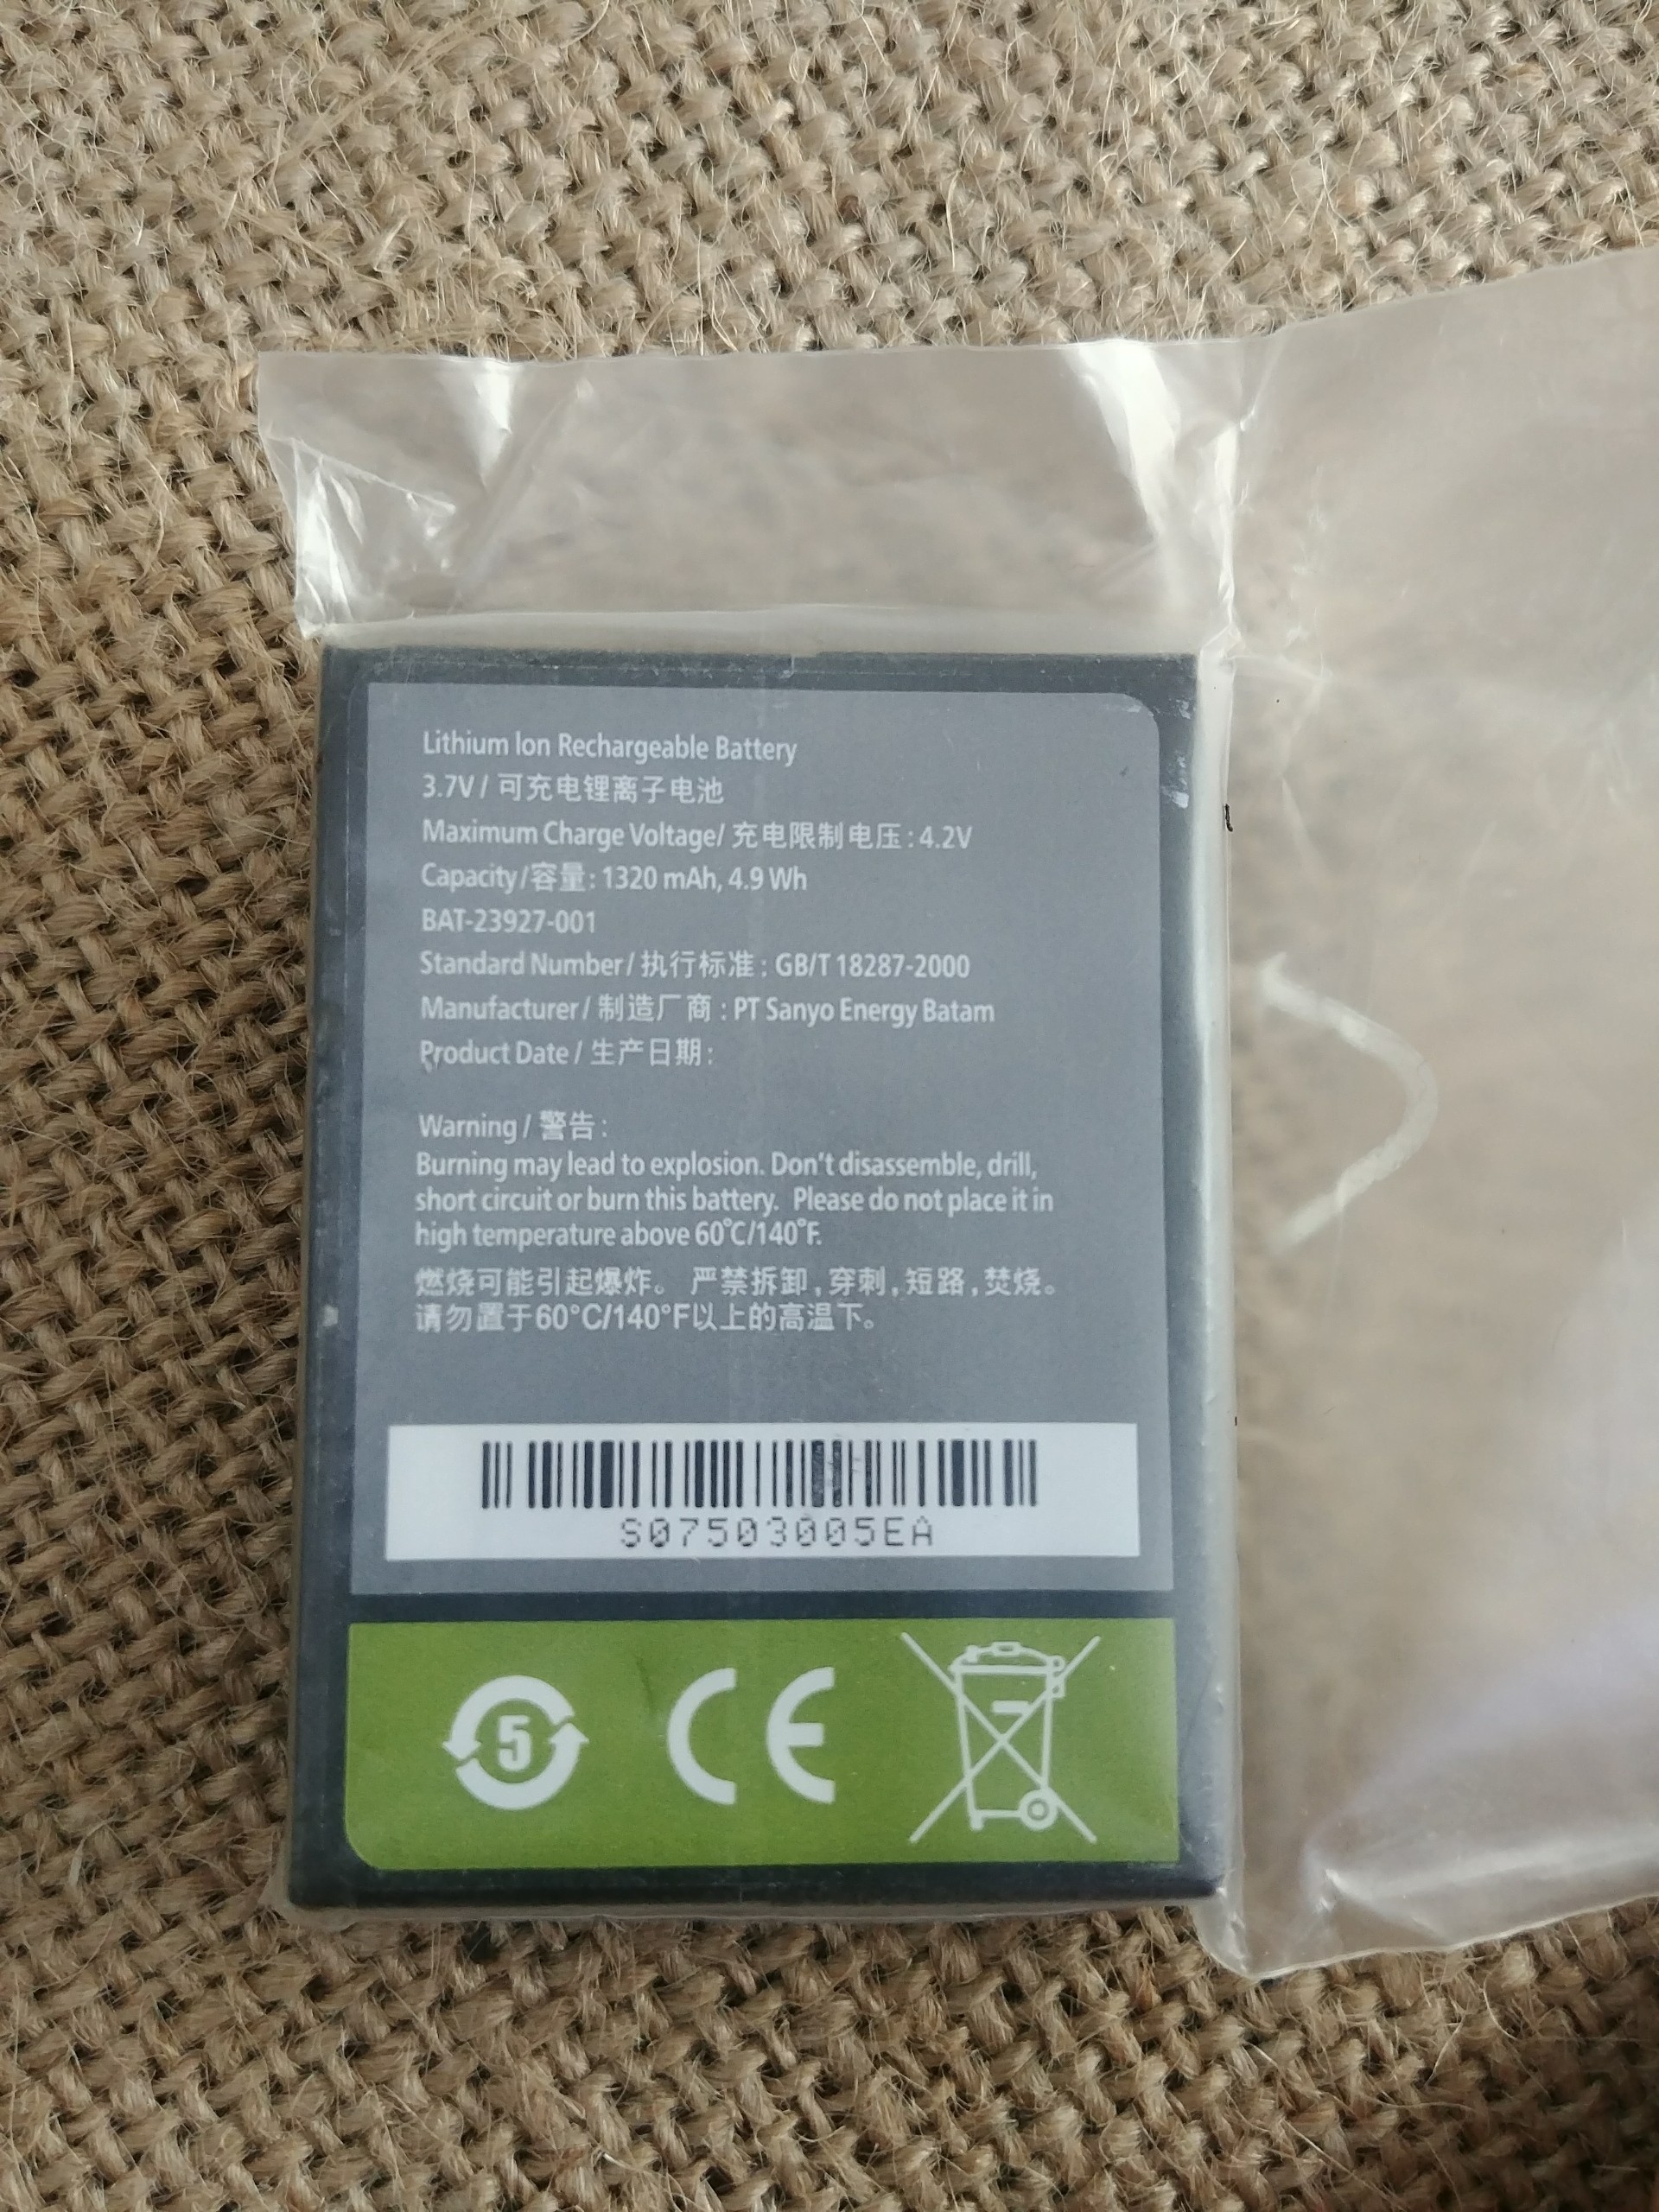 Lithium Ion Rechargeable Battery
3.7V / 可充电锂离子电池
Maximum Charge Voltage/ 充电限制电压: 4.2V
Capacity/容量: 1320 mAh, 4.9 Wh
BAT-23927-001
Standard Number/ 执行标准: GB/T 18287-2000
Manufacturer/ 制造厂商: PT Sanyo Energy Batam
Product Date / 生产日期:
Warning/ 警告:
Burning may lead to explosion. Don't disassemble, drill,
short circuit or burn this battery. Please do not place it in
high temperature above 60°C/140°F.
燃烧可能引起爆炸。 严禁拆卸,穿刺,短路,焚烧。
请勿置于60°C/140°F以上的高温下。
S07503005EA
5 CE